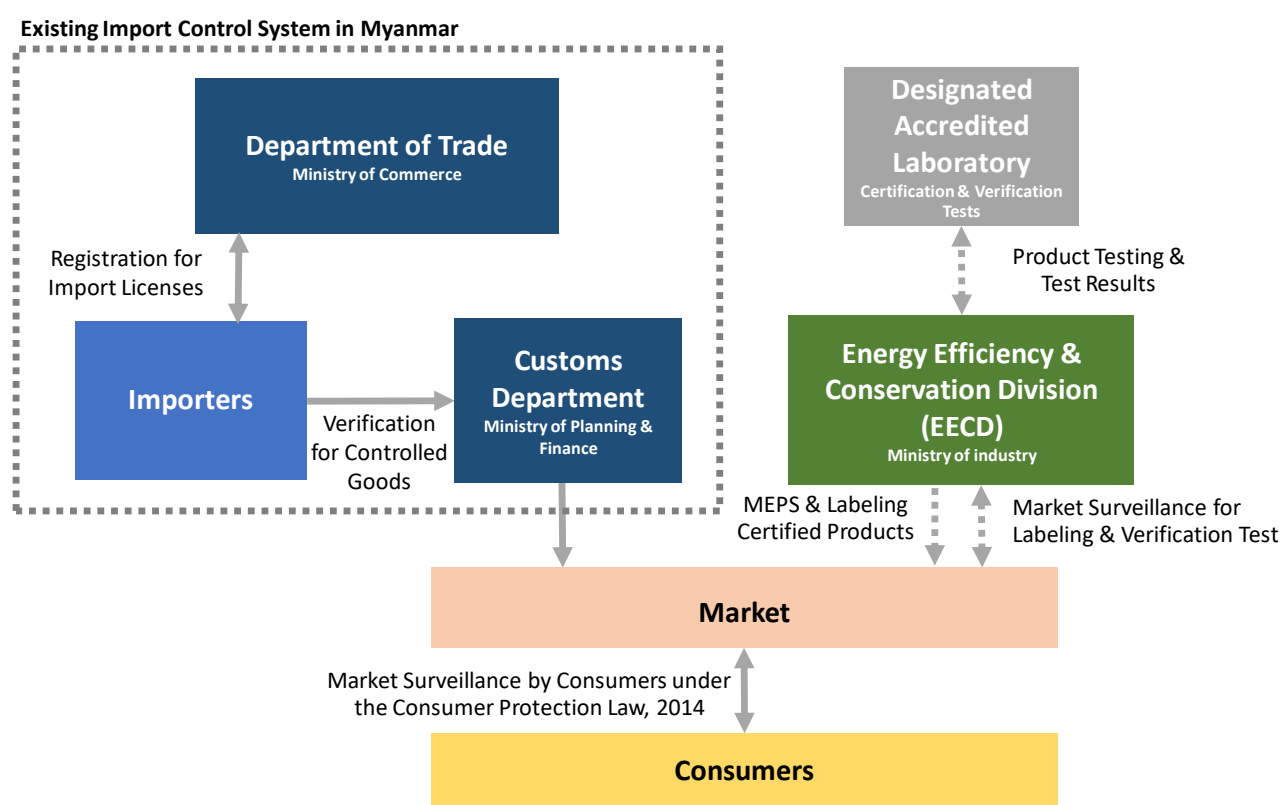 Existing Import Control System in Myanmar
Department of Trade
Ministry of Commerce
Designated
Accredited
Laboratory
Certification & Verification
Tests
Registration for
Import Licenses
Product Testing &
Test Results
Importers
Verification
for Controlled
Goods
Customs
Department
Ministry of Planning &
Finance
Energy Efficiency &
Conservation Division
(EECD)
Ministry of industry
MEPS & Labeling
Certified Products
Market Surveillance for
Labeling & Verification Test
Market
Market Surveillance by Consumers under
the Consumer Protection Law, 2014
Consumers